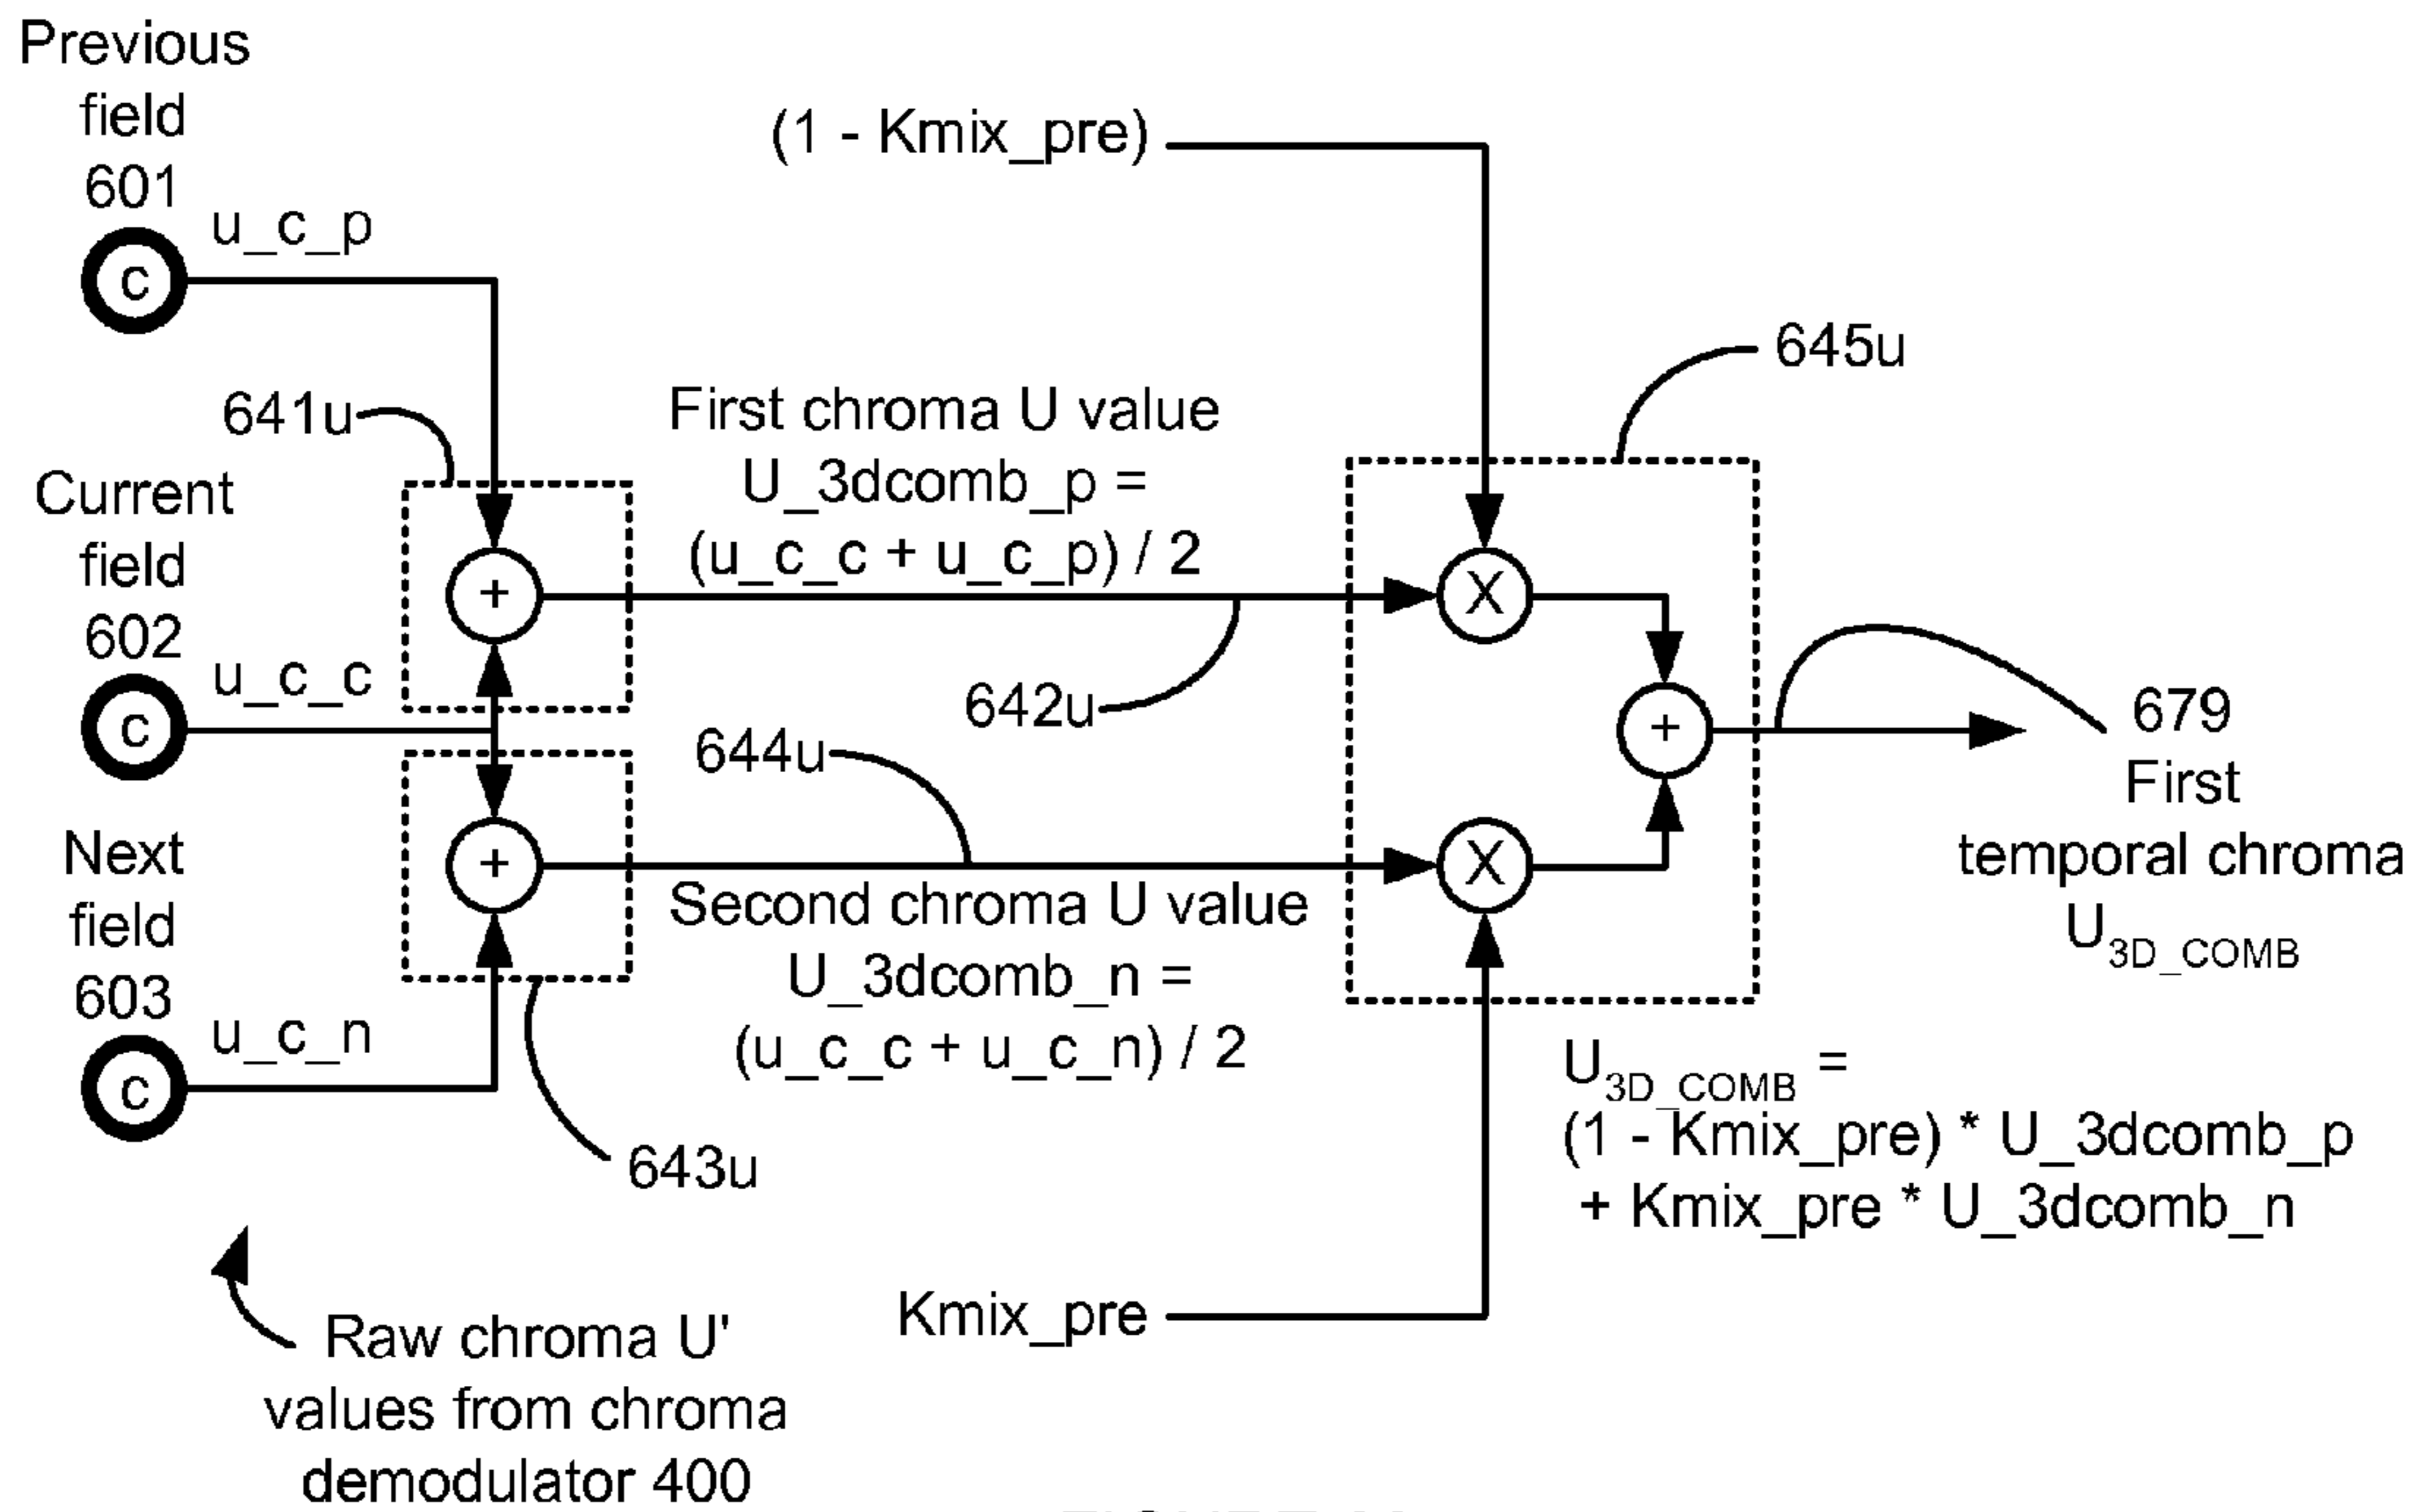 Previous
field
601
u_c_p
c
(1 - Kmix_pre)
645u
641u
First chroma U value
U_3dcomb_p =
(u_c_c + u_c_p) / 2
Current
field
602
u_c_c
c
+
X
642u
644u
+
679
First
temporal chroma
U3D_COMB
Next
field
603
u_c_n
c
+
X
Second chroma U value
U_3dcomb_n =
(u_c_c + u_c_n) / 2
643u
U3D_COMB =
(1 - Kmix_pre) * U_3dcomb_p
+ Kmix_pre * U_3dcomb_n
Kmix_pre
Raw chroma U'
values from chroma
demodulator 400